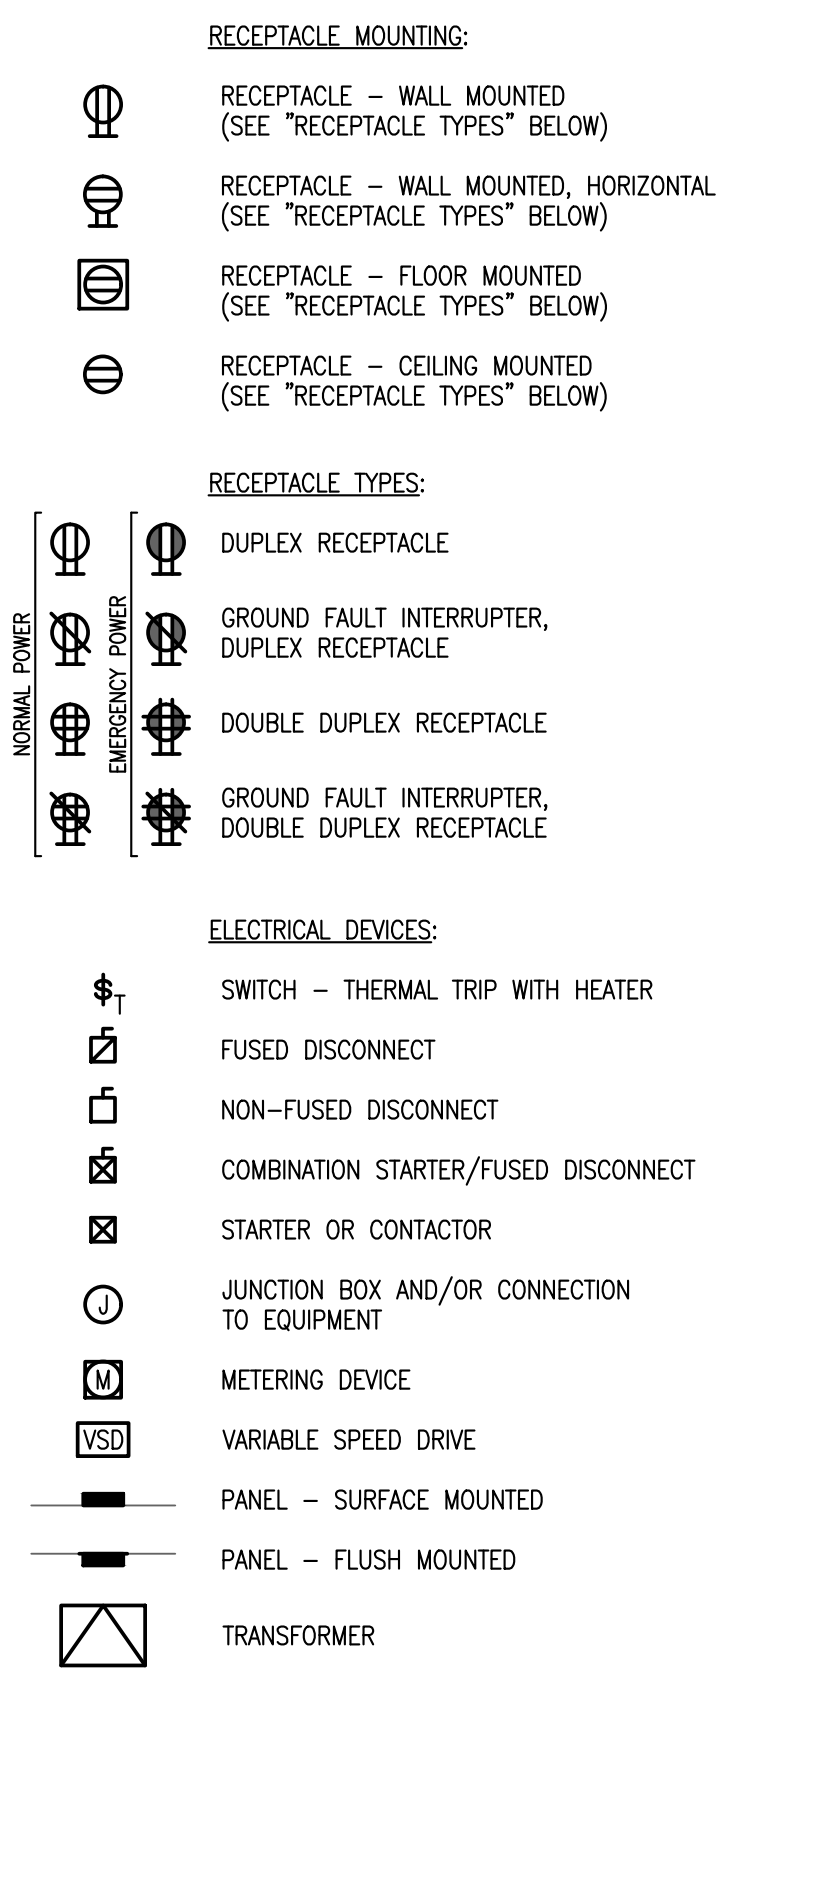 RECEPTACLE MOUNTING:
RECEPTACLE – WALL MOUNTED
(SEE "RECEPTACLE TYPES" BELOW)
RECEPTACLE – WALL MOUNTED, HORIZONTAL
(SEE "RECEPTACLE TYPES" BELOW)
RECEPTACLE – FLOOR MOUNTED
(SEE "RECEPTACLE TYPES" BELOW)
RECEPTACLE – CEILING MOUNTED
(SEE "RECEPTACLE TYPES" BELOW)
RECEPTACLE TYPES:
NORMAL POWER
EMERGENCY POWER
DUPLEX RECEPTACLE
GROUND FAULT INTERRUPTER,
DUPLEX RECEPTACLE
DOUBLE DUPLEX RECEPTACLE
GROUND FAULT INTERRUPTER,
DOUBLE DUPLEX RECEPTACLE
ELECTRICAL DEVICES:
$T SWITCH – THERMAL TRIP WITH HEATER
FUSED DISCONNECT
NON–FUSED DISCONNECT
COMBINATION STARTER/FUSED DISCONNECT
STARTER OR CONTACTOR
J JUNCTION BOX AND/OR CONNECTION
TO EQUIPMENT
M METERING DEVICE
VSD VARIABLE SPEED DRIVE
PANEL – SURFACE MOUNTED
PANEL – FLUSH MOUNTED
TRANSFORMER